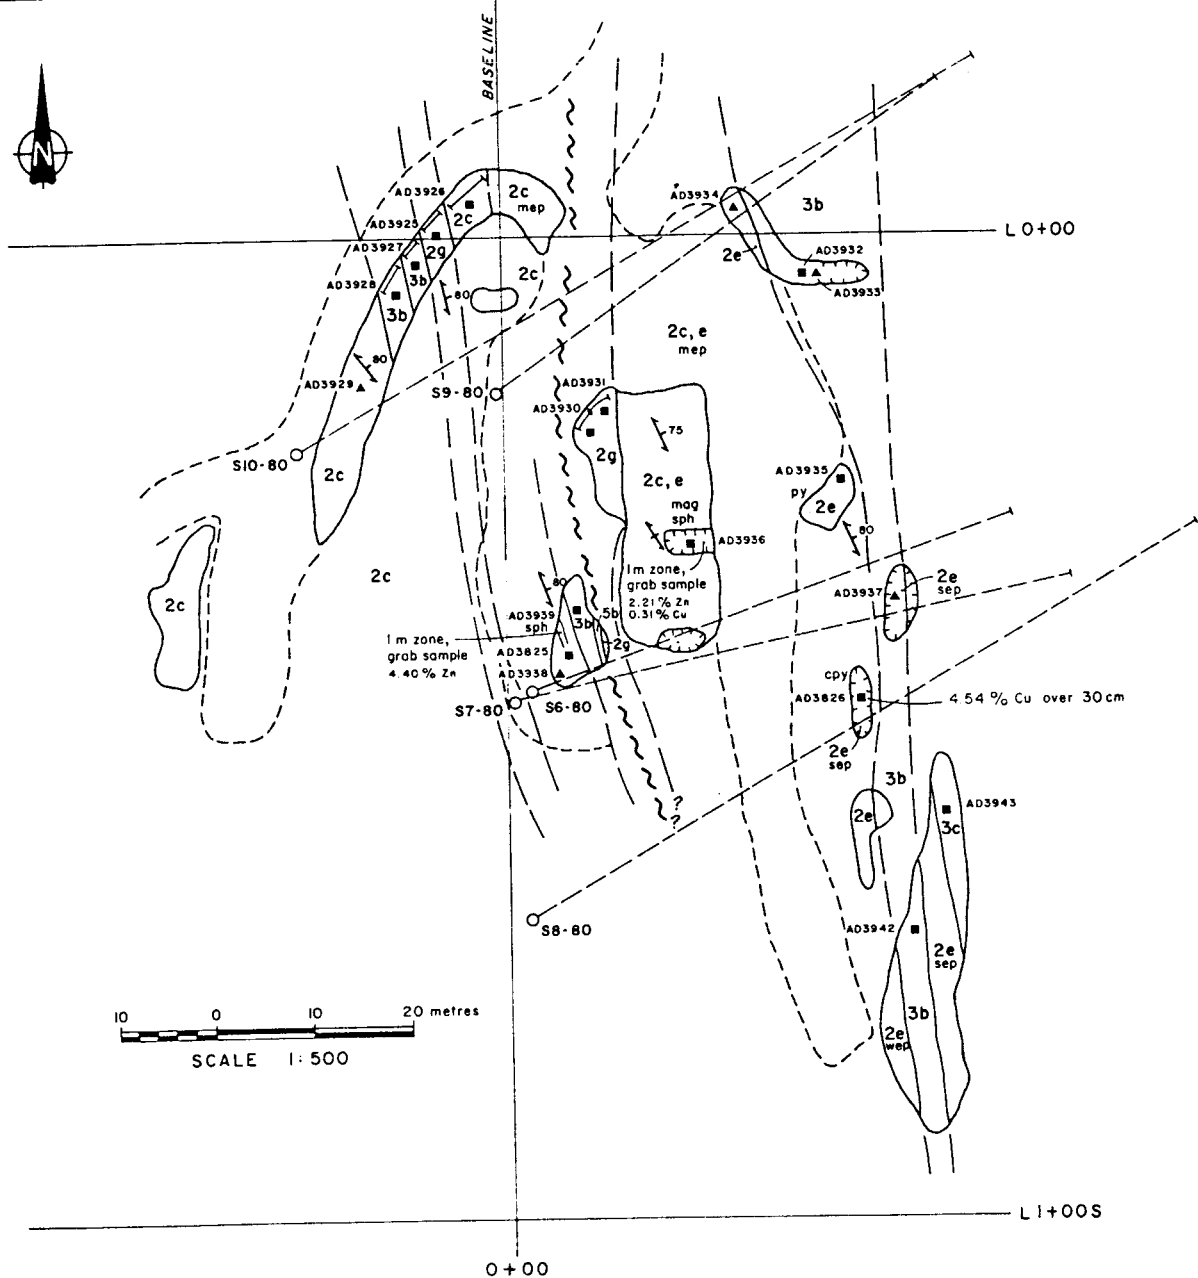 BASELINE
N
AD3926
2c
mep
3b
AD3934
AD3925
2c
L0+00
AD3927
2g
2e
AD3932
AD3928
3b
2c
80
AD3933
3b
2c, e
mep
80
AD3929
S9-80
AD3931
AD3930
75
S10-80
2g
2c
2c, e
AD3935
py
2e
mag
sph
80
AD3936
2c
1m zone,
grab sample
2.21% Zn
0.31% Cu
80
2e
sep
AD3937
2c
AD3939
sph
3b
5b
2g
1m zone,
grab sample
4.40% Zn
AD3825
AD3938
cpy
AD3826
4.54% Cu over 30cm
S7-80
S6-80
2e
sep
3b
?
?
2e
AD3943
3c
S8-80
AD3942
2e
sep
10 0 10 20 metres
SCALE 1:500
3b
2e
wep
L1+00S
0+00